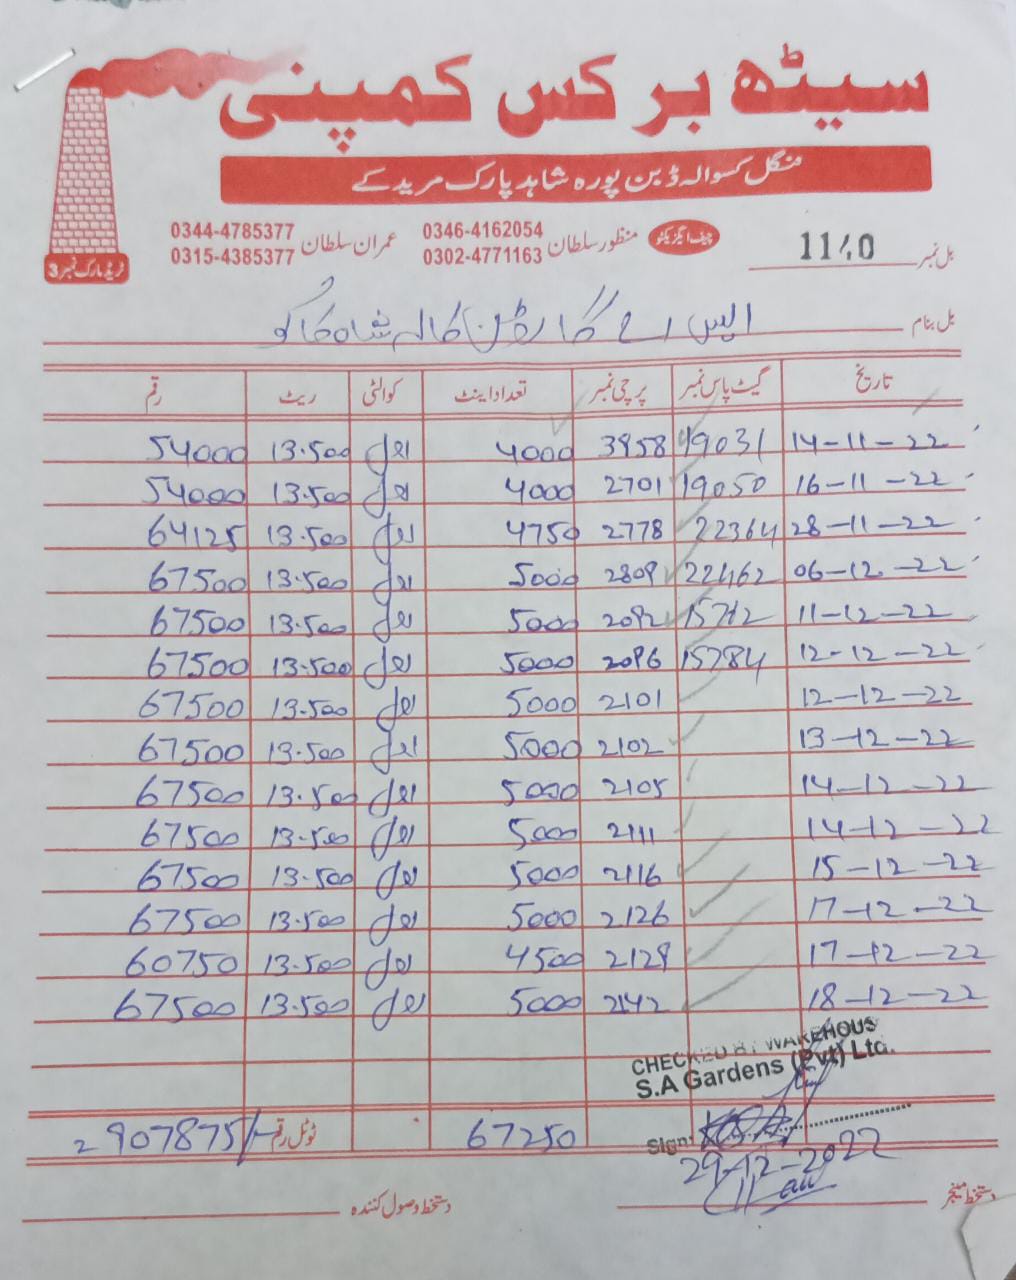 سیٹھ برکس کمپنی
منگل کسوالہ ڈبن پورہ شاہد پارک مریدکے
چیف ایگزیکٹو منظور سلطان 0346-4162054 0302-4771163 عمران سلطان 0344-4785377 0315-4385377
ٹریڈ مارک نمبر 3
بل نمبر 1140
بل بنام ایس اے گارڈن کالا شاہ کاکو
تاریخ گیٹ پاس نمبر پرچی نمبر تعداد اینٹ کوالٹی ریٹ رقم
14-11-22 19031 3958 4000 اول 13.500 54000
16-11-22 19050 2701 4000 اول 13.500 54000
28-11-22 22364 2778 4750 اول 13.500 64125
06-12-22 22462 2809 5000 اول 13.500 67500
11-12-22 15712 2092 5000 اول 13.500 67500
12-12-22 15784 2096 5000 اول 13.500 67500
12-12-22 2101 5000 اول 13.500 67500
13-12-22 2102 5000 اول 13.500 67500
14-12-22 2105 5000 اول 13.500 67500
14-12-22 2111 5000 اول 13.500 67500
15-12-22 2116 5000 اول 13.500 67500
17-12-22 2126 5000 اول 13.500 67500
17-12-22 2129 4500 اول 13.500 60750
18-12-22 2142 5000 اول 13.500 67500
CHECKED BY WAREHOUS
S.A Gardens (Pvt) Ltd.
67250 ٹوٹل رقم 907875/-
Sign:
29-12-2022
دستخط منیجر دستخط وصول کنندہ